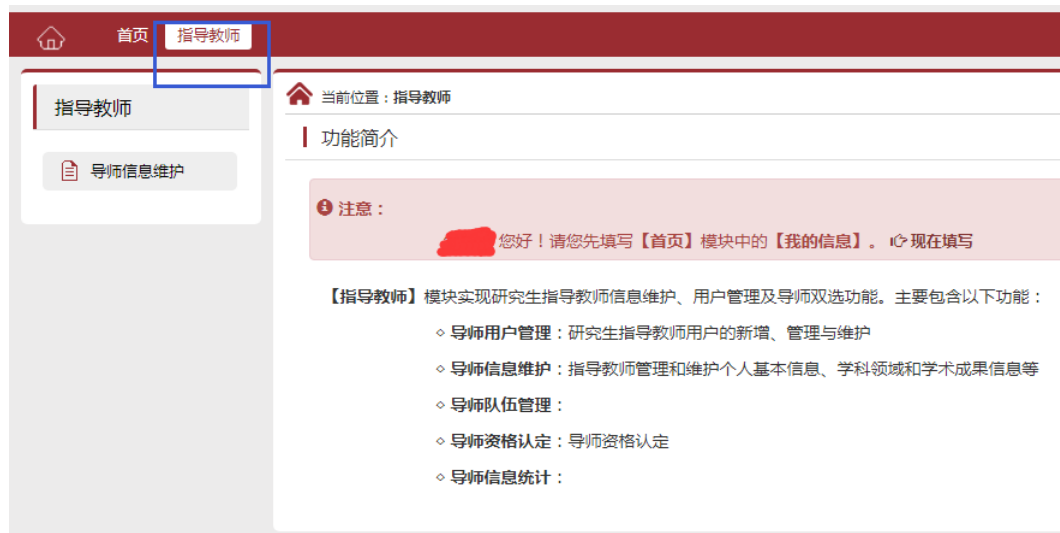 首页 指导教师
指导教师
导师信息维护
当前位置：指导教师
功能简介
注意：
您好！请您先填写【首页】模块中的【我的信息】。 现在填写
【指导教师】模块实现研究生指导教师信息维护、用户管理及导师双选功能。主要包含以下功能：
◇ 导师用户管理：研究生指导教师用户的新增、管理与维护
◇ 导师信息维护：指导教师管理和维护个人基本信息、学科领域和学术成果信息等
◇ 导师队伍管理：
◇ 导师资格认定：导师资格认定
◇ 导师信息统计：